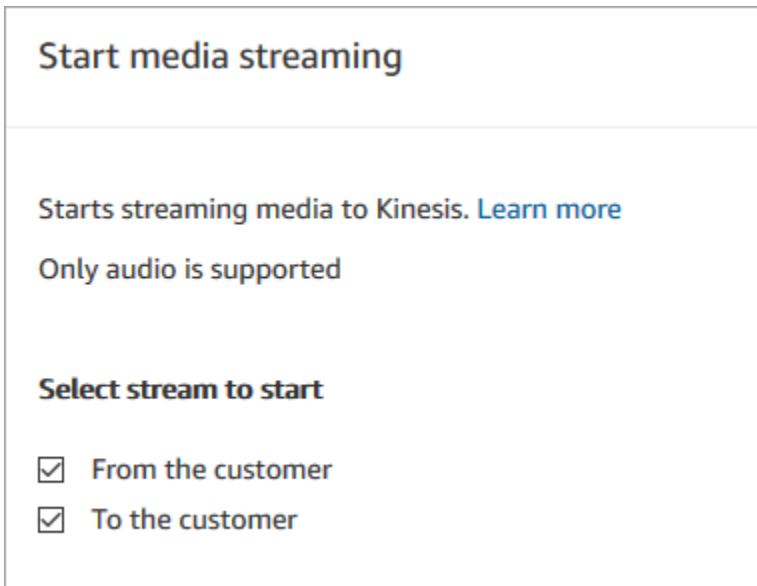 Start media streaming
Starts streaming media to Kinesis. Learn more
Only audio is supported
Select stream to start
From the customer
To the customer